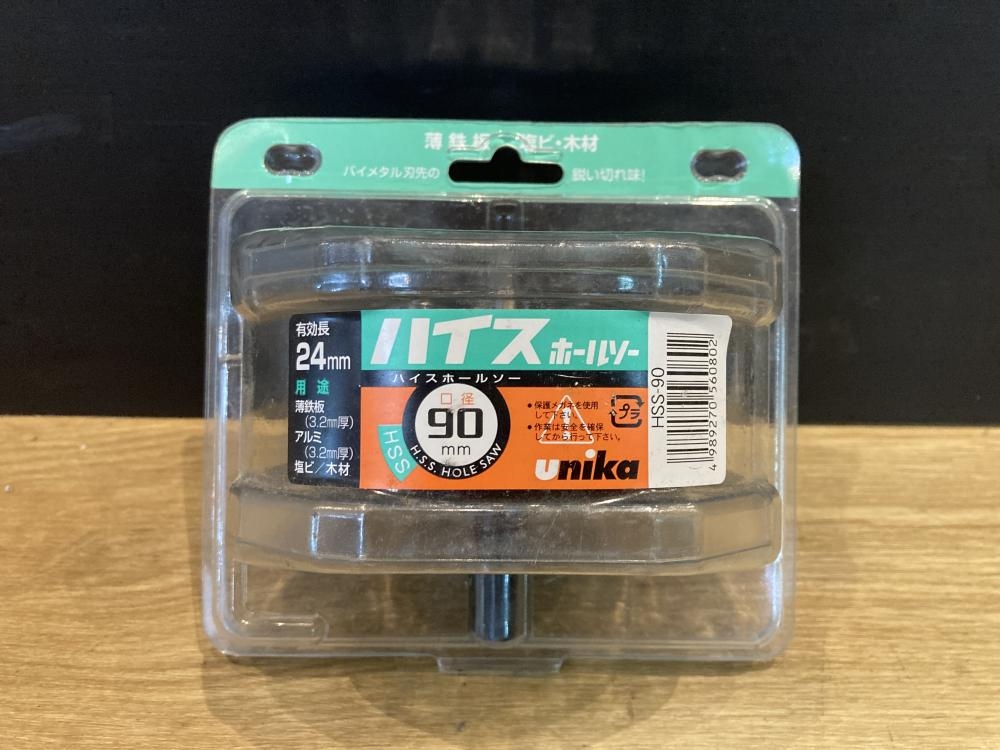 薄鉄板・塩ビ・木材
バイメタル刃先の 鋭い切れ味!
有効長
24mm
用途
薄鉄板
(3.2mm厚)
アルミ
(3.2mm厚)
塩ビ/木材
ハイス ホールソー
ハイスホールソー
口径
90
mm
HSS
H.S.S. HOLE SAW
●保護メガネを使用
して下さい。
●作業は安全を確保
してから行って下さい。
プラ
unika
HSS-90
4 989270 560802